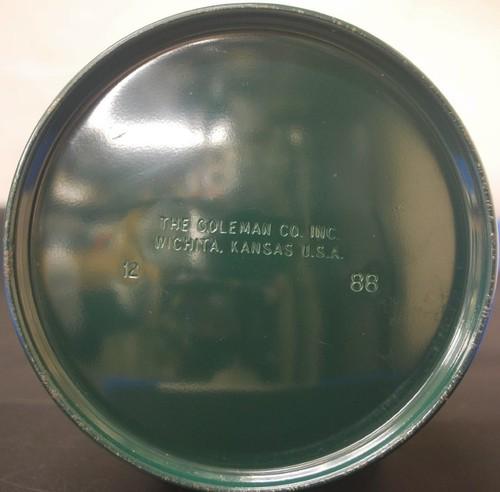 THE COLEMAN CO. INC.
WICHITA, KANSAS U.S.A.
12 88